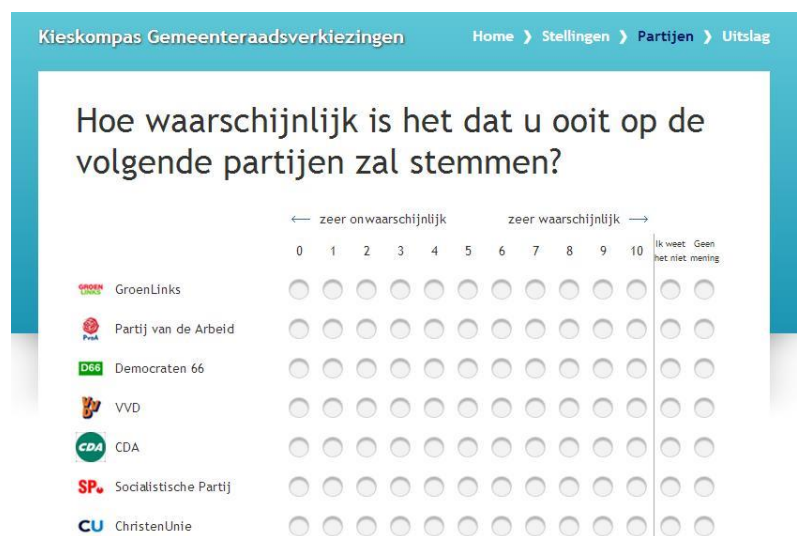 Kieskompas Gemeenteraadsverkiezingen Home ❭ Stellingen ❭ Partijen ❭ Uitslag
Hoe waarschijnlijk is het dat u ooit op de
volgende partijen zal stemmen?
← zeer onwaarschijnlijk zeer waarschijnlijk →
0 1 2 3 4 5 6 7 8 9 10 Ik weet het niet Geen mening
GROEN LINKS GroenLinks
PvdA Partij van de Arbeid
D66 Democraten 66
VVD VVD
CDA CDA
SP. Socialistische Partij
CU ChristenUnie